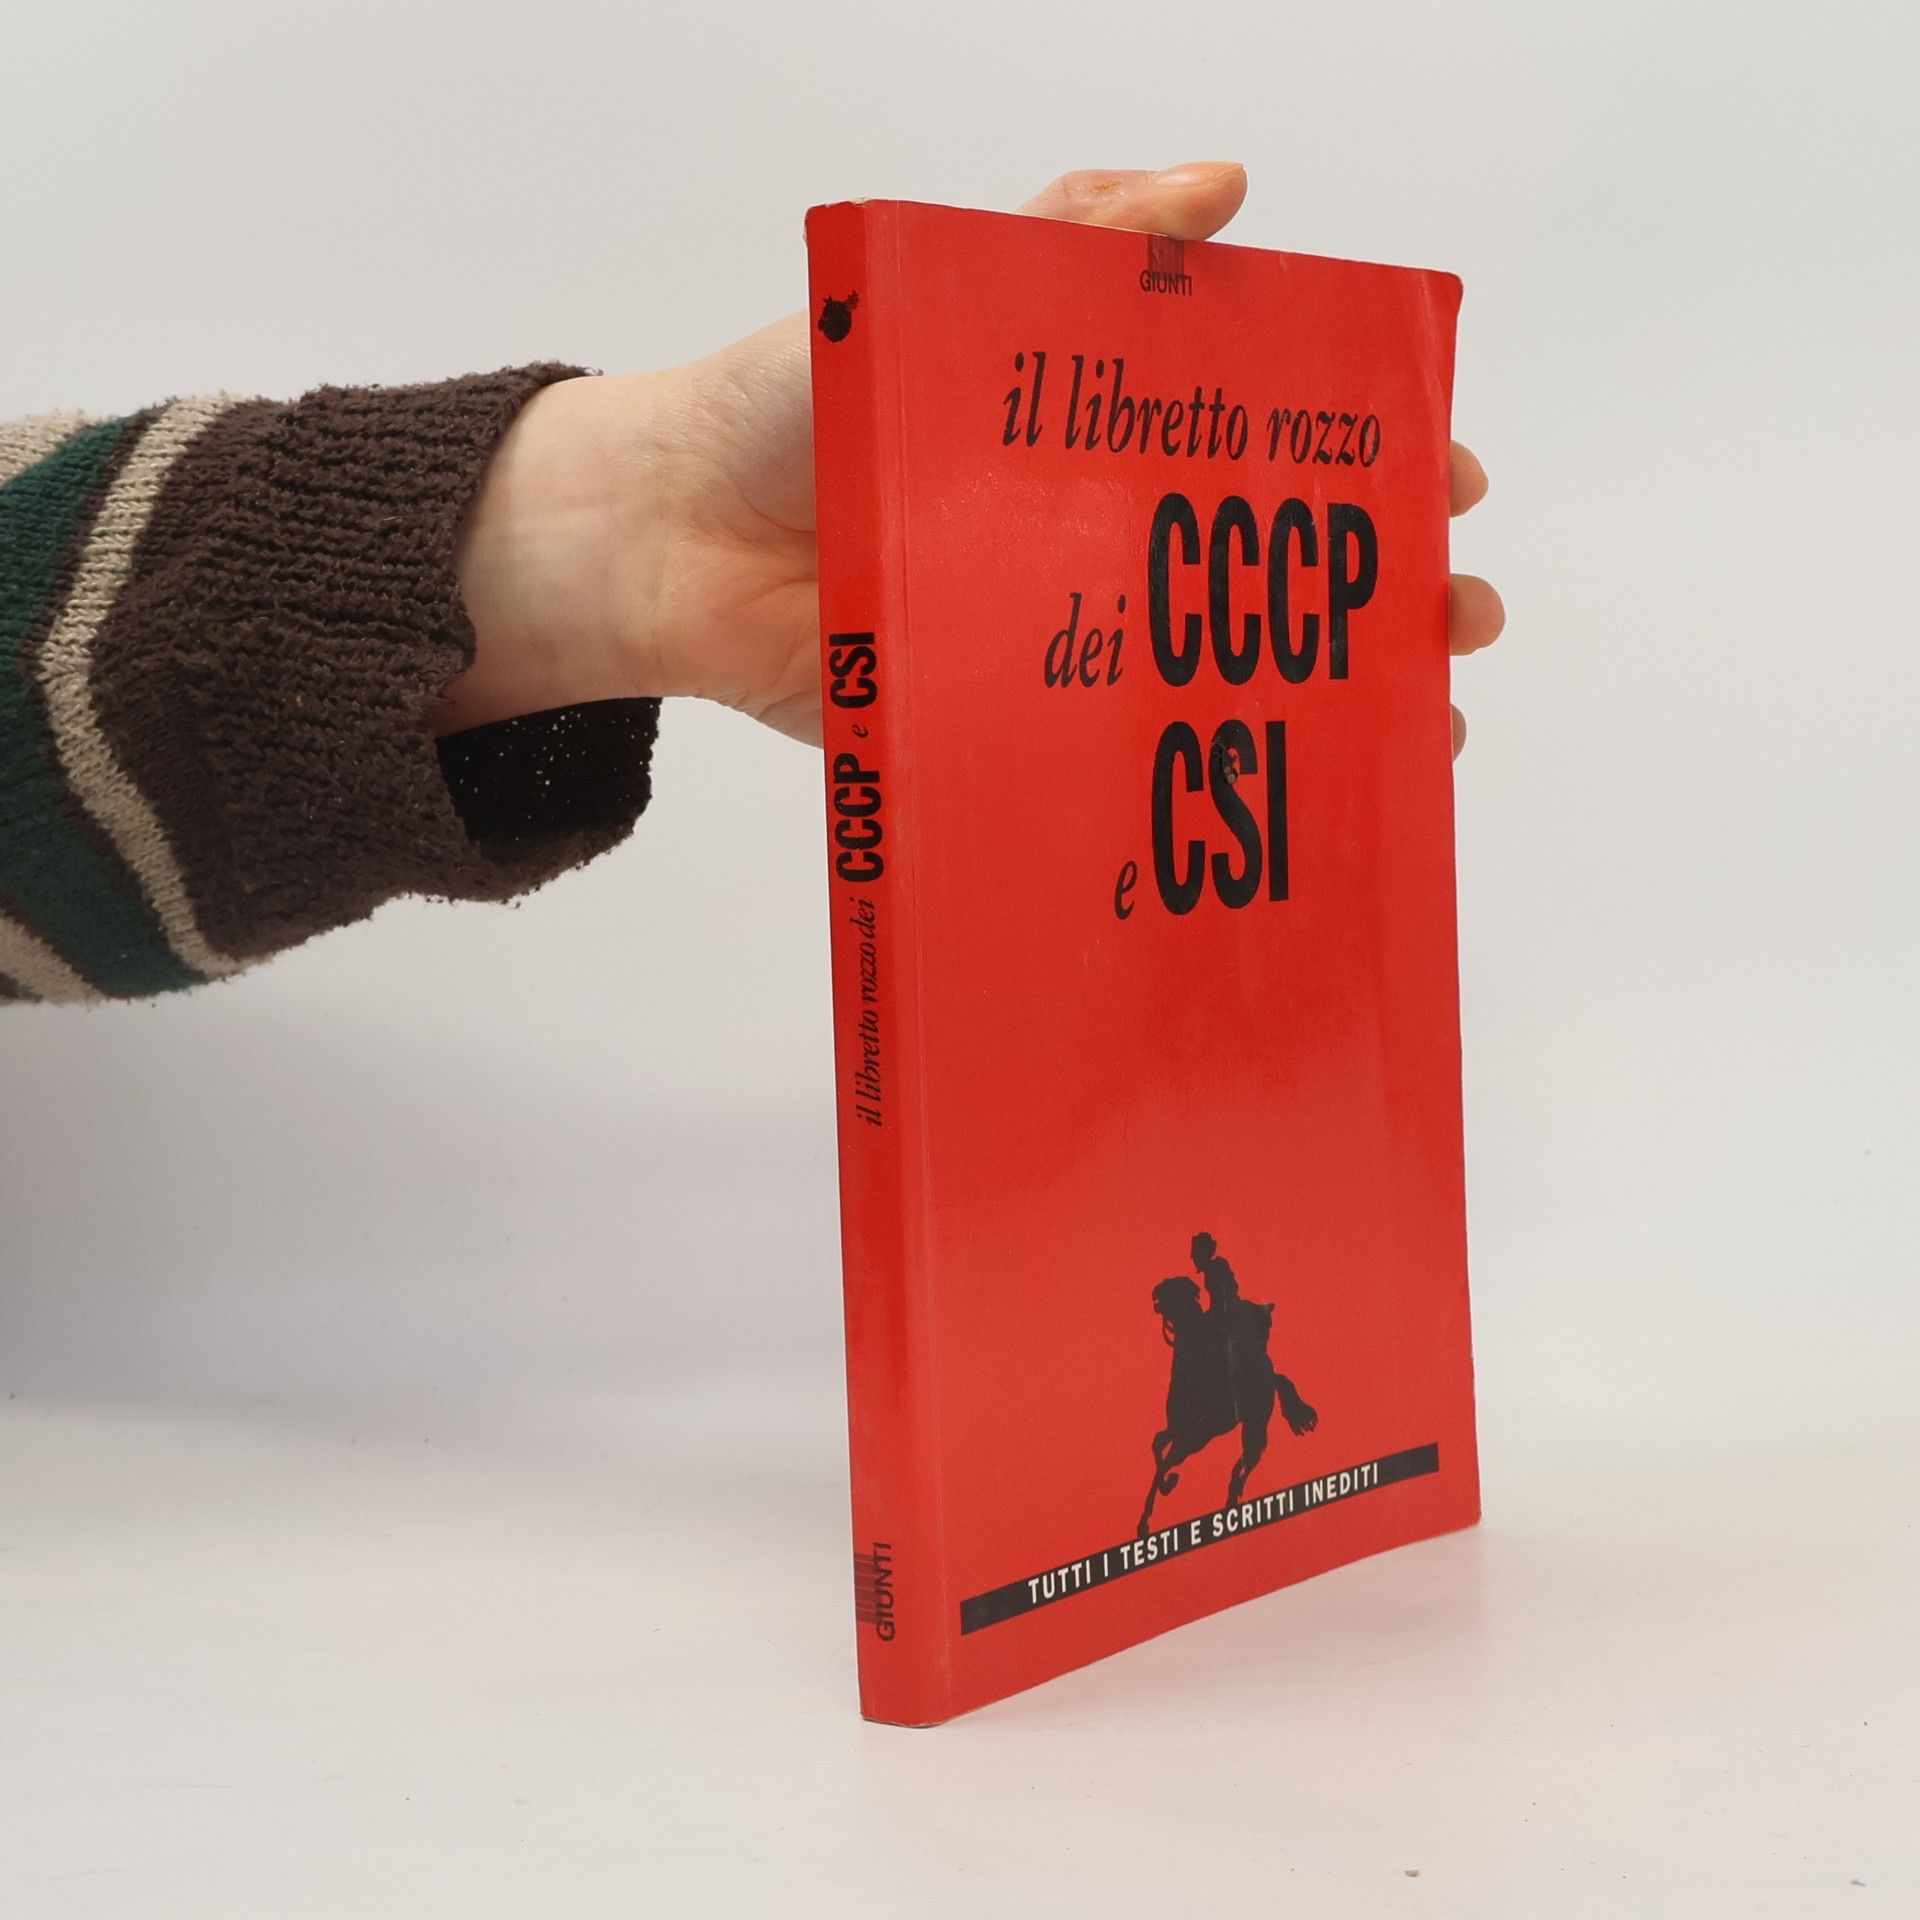 GIUNTI
il libretto rozzo
dei CCCP
e CSI
TUTTI I TESTI E SCRITTI INEDITI
il libretto rozzo dei CCCP e CSI
GIUNTI